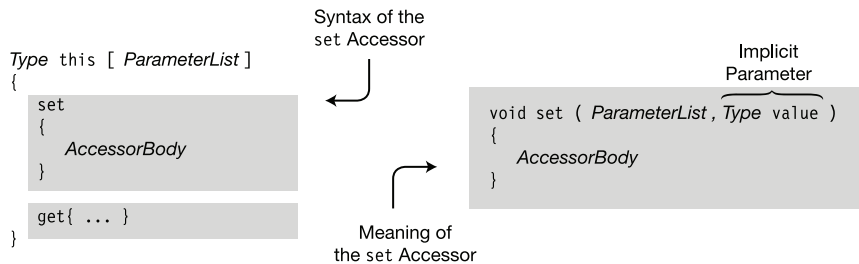 Syntax of the
set Accessor
Type this [ ParameterList ]
{
set
{
AccessorBody
}
get{ ... }
}
Implicit
Parameter
void set ( ParameterList , Type value )
{
AccessorBody
}
Meaning of
the set Accessor